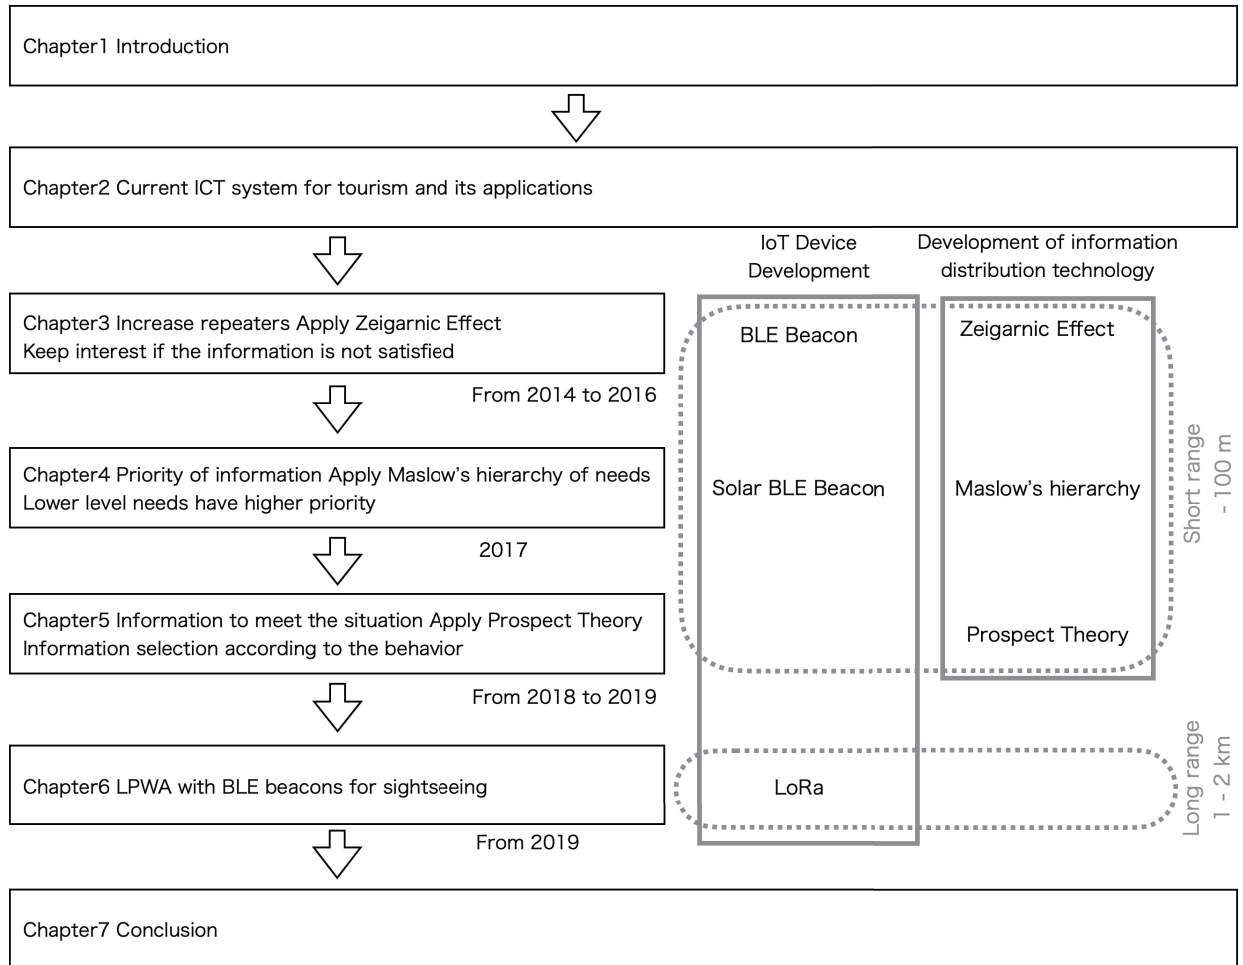 Chapter1 Introduction
Chapter2 Current ICT system for tourism and its applications
IoT Device
Development
Development of information
distribution technology
Chapter3 Increase repeaters Apply Zeigarnic Effect
Keep interest if the information is not satisfied
BLE Beacon
Zeigarnic Effect
From 2014 to 2016
Chapter4 Priority of information Apply Maslow's hierarchy of needs
Lower level needs have higher priority
Solar BLE Beacon
Maslow's hierarchy
Short range
- 100 m
2017
Chapter5 Information to meet the situation Apply Prospect Theory
Information selection according to the behavior
Prospect Theory
From 2018 to 2019
Chapter6 LPWA with BLE beacons for sightseeing
LoRa
Long range
1 - 2 km
From 2019
Chapter7 Conclusion